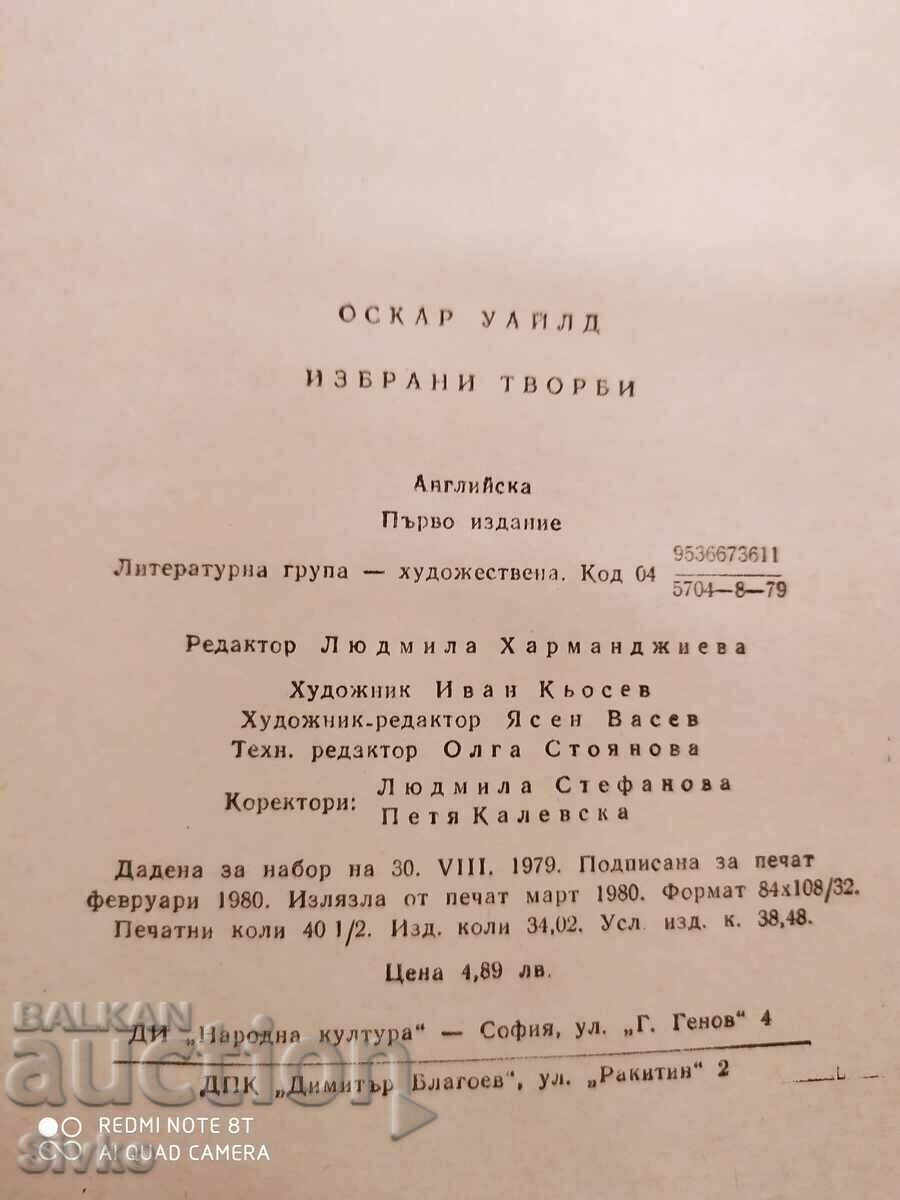 ОСКАР УАЙЛД
ИЗБРАНИ ТВОРБИ
Английска
Първо издание
Литературна група — художествена. Код 04 9536673611
5704—8—79
Редактор Людмила Харманджиева
Художник Иван Кьосев
Художник-редактор Ясен Васев
Техн. редактор Олга Стоянова
Коректори: Людмила Стефанова
Петя Калевска
Дадена за набор на 30. VIII. 1979. Подписана за печат
февруари 1980. Излязла от печат март 1980. Формат 84x108/32.
Печатни коли 40 1/2. Изд. коли 34,02. Усл. изд. к. 38,48.
Цена 4,89 лв.
ДИ „Народна култура“ — София, ул. „Г. Генов“ 4
ДПК „Димитър Благоев“, ул. „Ракитин“ 2
BALKAN
auction
REDMI NOTE 8T
AI QUAD CAMERA
Sivko